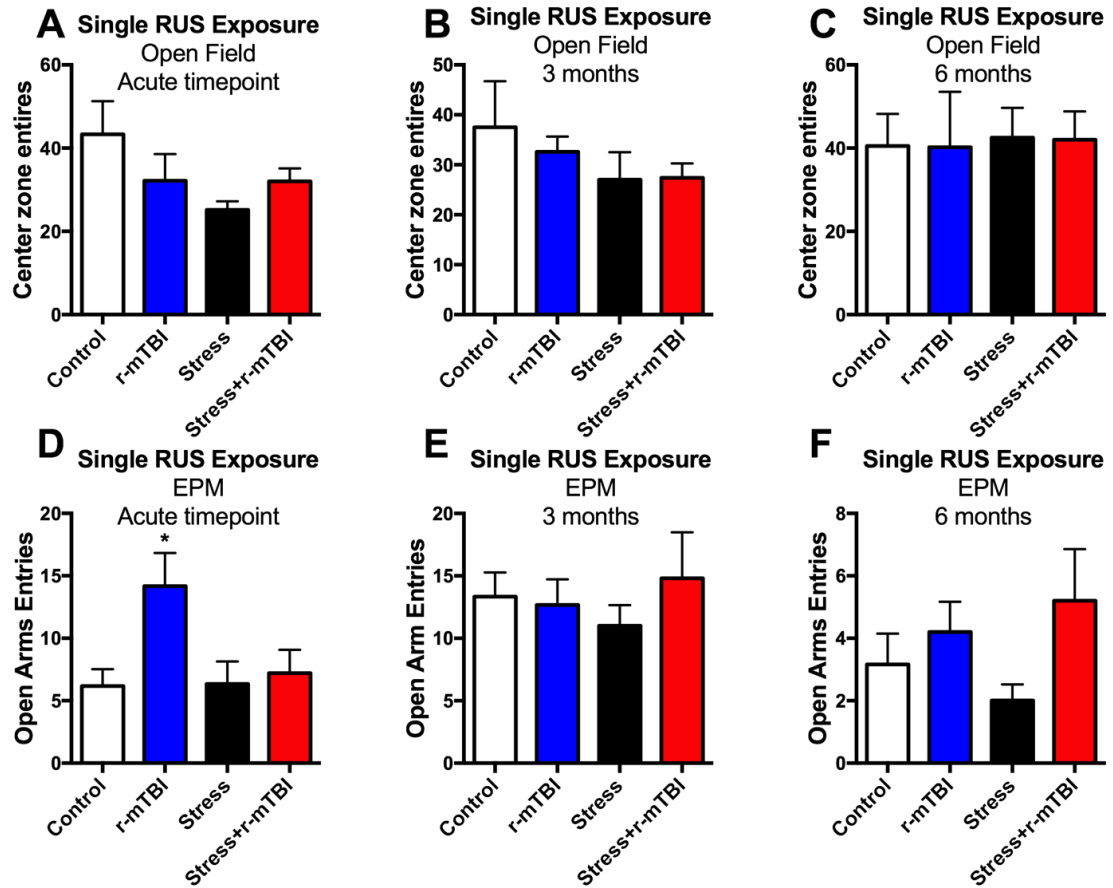 A
Single RUS Exposure
Open Field
Acute timepoint
Center zone entires
60
40
20
0
Control
r-mTBI
Stress
Stress+r-mTBI
B
Single RUS Exposure
Open Field
3 months
Center zone entires
50
40
30
20
10
0
Control
r-mTBI
Stress
Stress+r-mTBI
C
Single RUS Exposure
Open Field
6 months
Center zone entires
60
40
20
0
Control
r-mTBI
Stress
Stress+r-mTBI
D
Single RUS Exposure
EPM
Acute timepoint
Open Arms Entries
20
15
10
5
0
*
Control
r-mTBI
Stress
Stress+r-mTBI
E
Single RUS Exposure
EPM
3 months
Open Arm Entries
20
15
10
5
0
Control
r-mTBI
Stress
Stress+r-mTBI
F
Single RUS Exposure
EPM
6 months
Open Arms Entries
8
6
4
2
0
Control
r-mTBI
Stress
Stress+r-mTBI